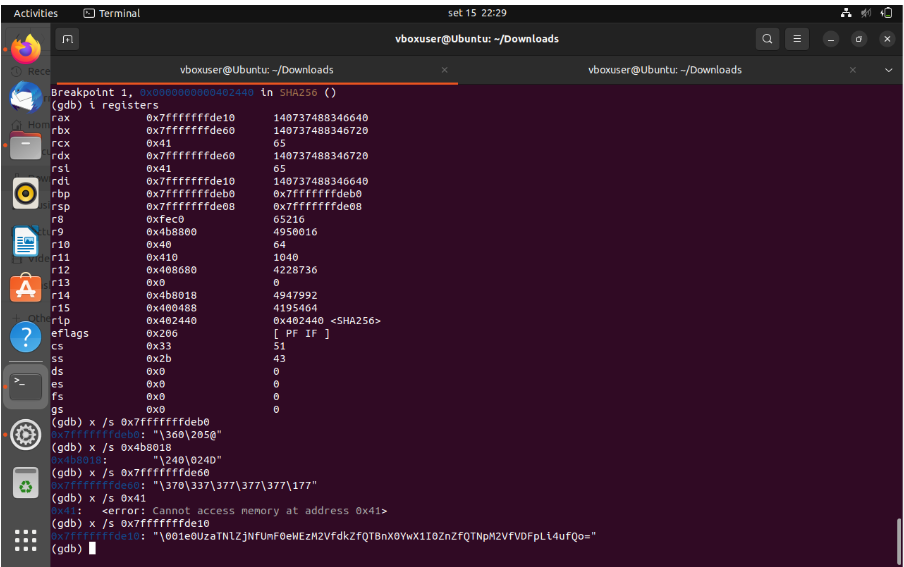 Activities Terminal set 15 22:29
vboxuser@Ubuntu: ~/Downloads
vboxuser@Ubuntu: ~/Downloads × vboxuser@Ubuntu: ~/Downloads ×
Breakpoint 1, 0x0000000000402440 in SHA256 ()
(gdb) i registers
rax 0x7fffffffde10 140737488346640
rbx 0x7fffffffde60 140737488346720
rcx 0x41 65
rdx 0x7fffffffde60 140737488346720
rsi 0x41 65
rdi 0x7fffffffde10 140737488346640
rbp 0x7fffffffdeb0 0x7fffffffdeb0
rsp 0x7fffffffde08 0x7fffffffde08
r8 0xfec0 65216
r9 0x4b8800 4950016
r10 0x40 64
r11 0x410 1040
r12 0x408680 4228736
r13 0x0 0
r14 0x4b8018 4947992
r15 0x400488 4195464
rip 0x402440 0x402440 <SHA256>
eflags 0x206 [ PF IF ]
cs 0x33 51
ss 0x2b 43
ds 0x0 0
es 0x0 0
fs 0x0 0
gs 0x0 0
(gdb) x /s 0x7fffffffdeb0
0x7fffffffdeb0: "\360\205@"
(gdb) x /s 0x4b8018
0x4b8018: "\240\024D"
(gdb) x /s 0x7fffffffde60
0x7fffffffde60: "\370\337\377\377\377\177"
(gdb) x /s 0x41
0x41: <error: Cannot access memory at address 0x41>
(gdb) x /s 0x7fffffffde10
0x7fffffffde10: "\001e0UzaTNlZjNfUmF0eWEzM2VfdkZfQTBnX0YwX1I0ZnZfQTNpM2VfVDFpLi4ufQo="
(gdb)